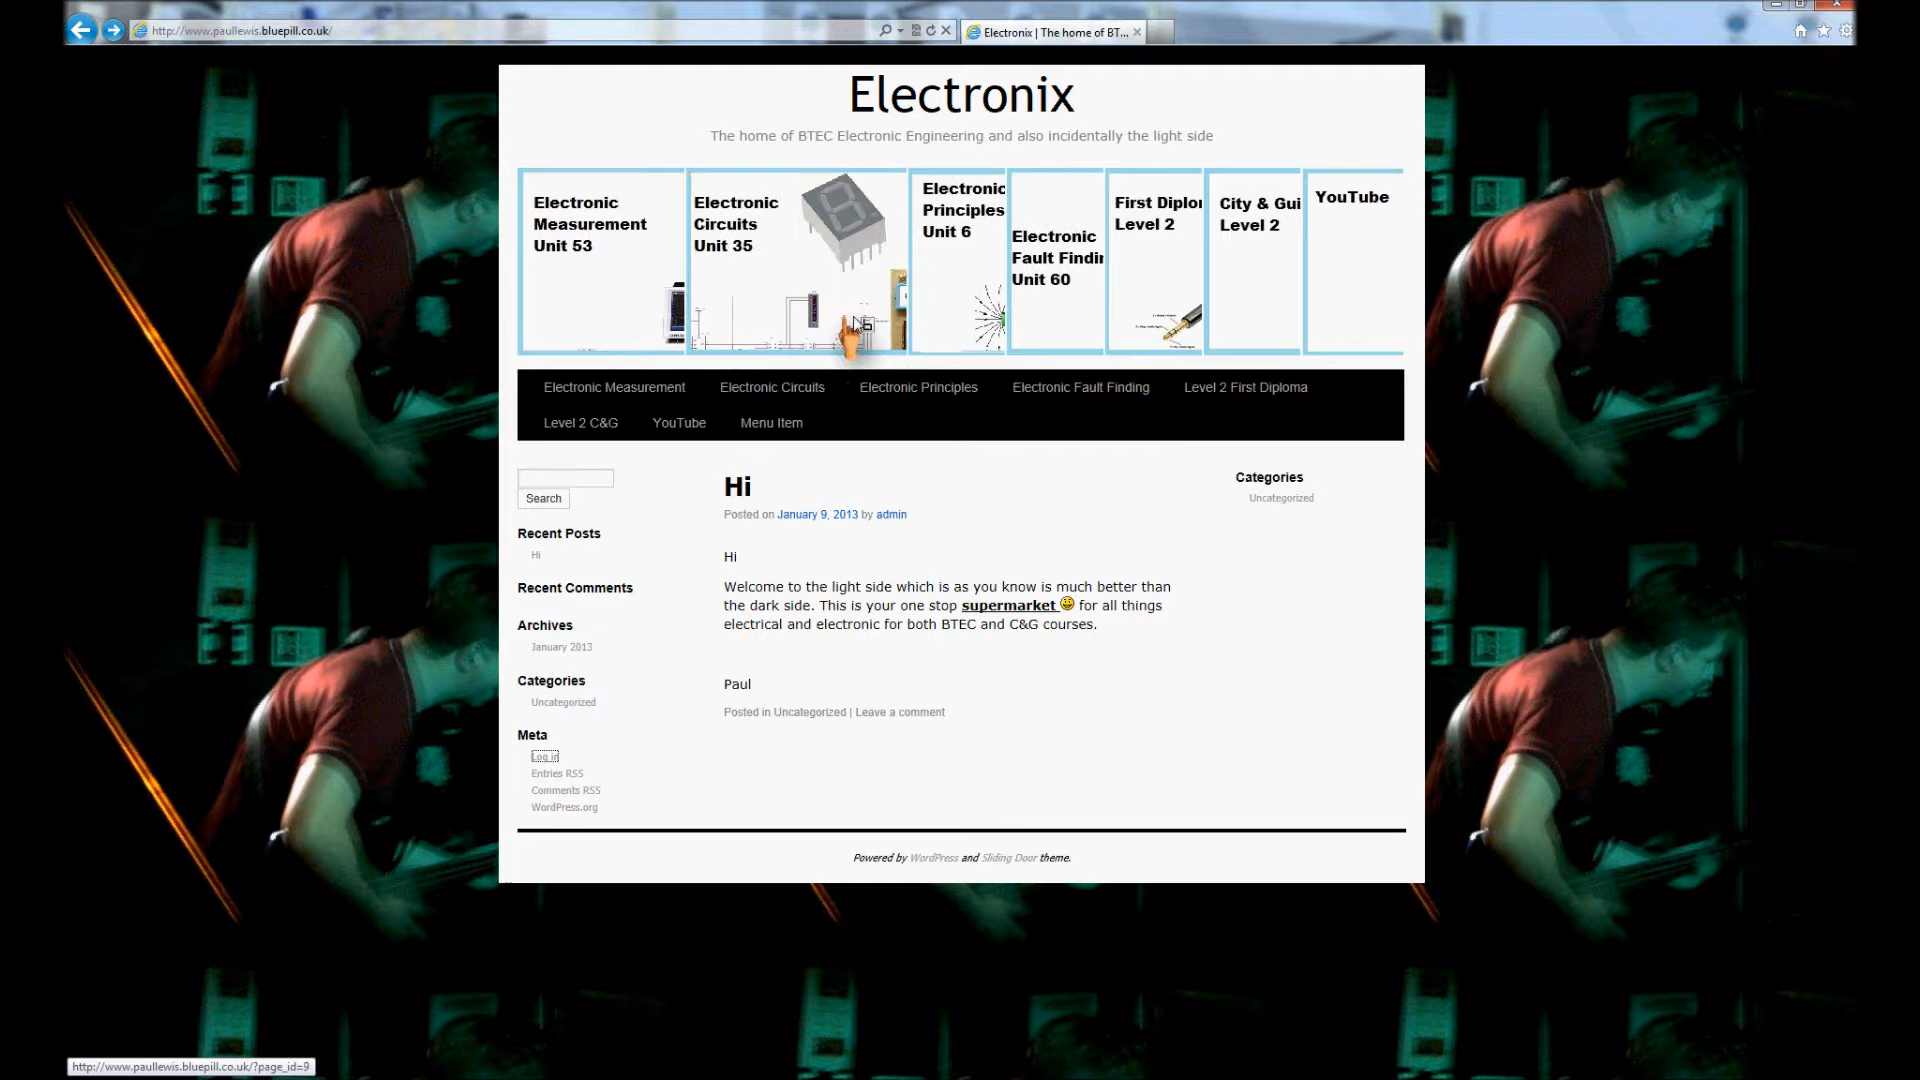 http://www.paullewis.bluepill.co.uk/
Electronix | The home of BT...
Electronix
The home of BTEC Electronic Engineering and also incidentally the light side
Electronic
Measurement
Unit 53
Electronic
Circuits
Unit 35
Electronic
Principles
Unit 6
Electronic
Fault Findin
Unit 60
First Diplo
Level 2
City & Gui
Level 2
YouTube
Electronic Measurement Electronic Circuits Electronic Principles Electronic Fault Finding Level 2 First Diploma
Level 2 C&G YouTube Menu Item
Search
Recent Posts
Hi
Recent Comments
Archives
January 2013
Categories
Uncategorized
Meta
Log in
Entries RSS
Comments RSS
WordPress.org
Hi
Posted on January 9, 2013 by admin
Hi
Welcome to the light side which is as you know is much better than
the dark side. This is your one stop supermarket for all things
electrical and electronic for both BTEC and C&G courses.
Paul
Posted in Uncategorized | Leave a comment
Categories
Uncategorized
Powered by WordPress and Sliding Door theme.
http://www.paullewis.bluepill.co.uk/?page_id=9